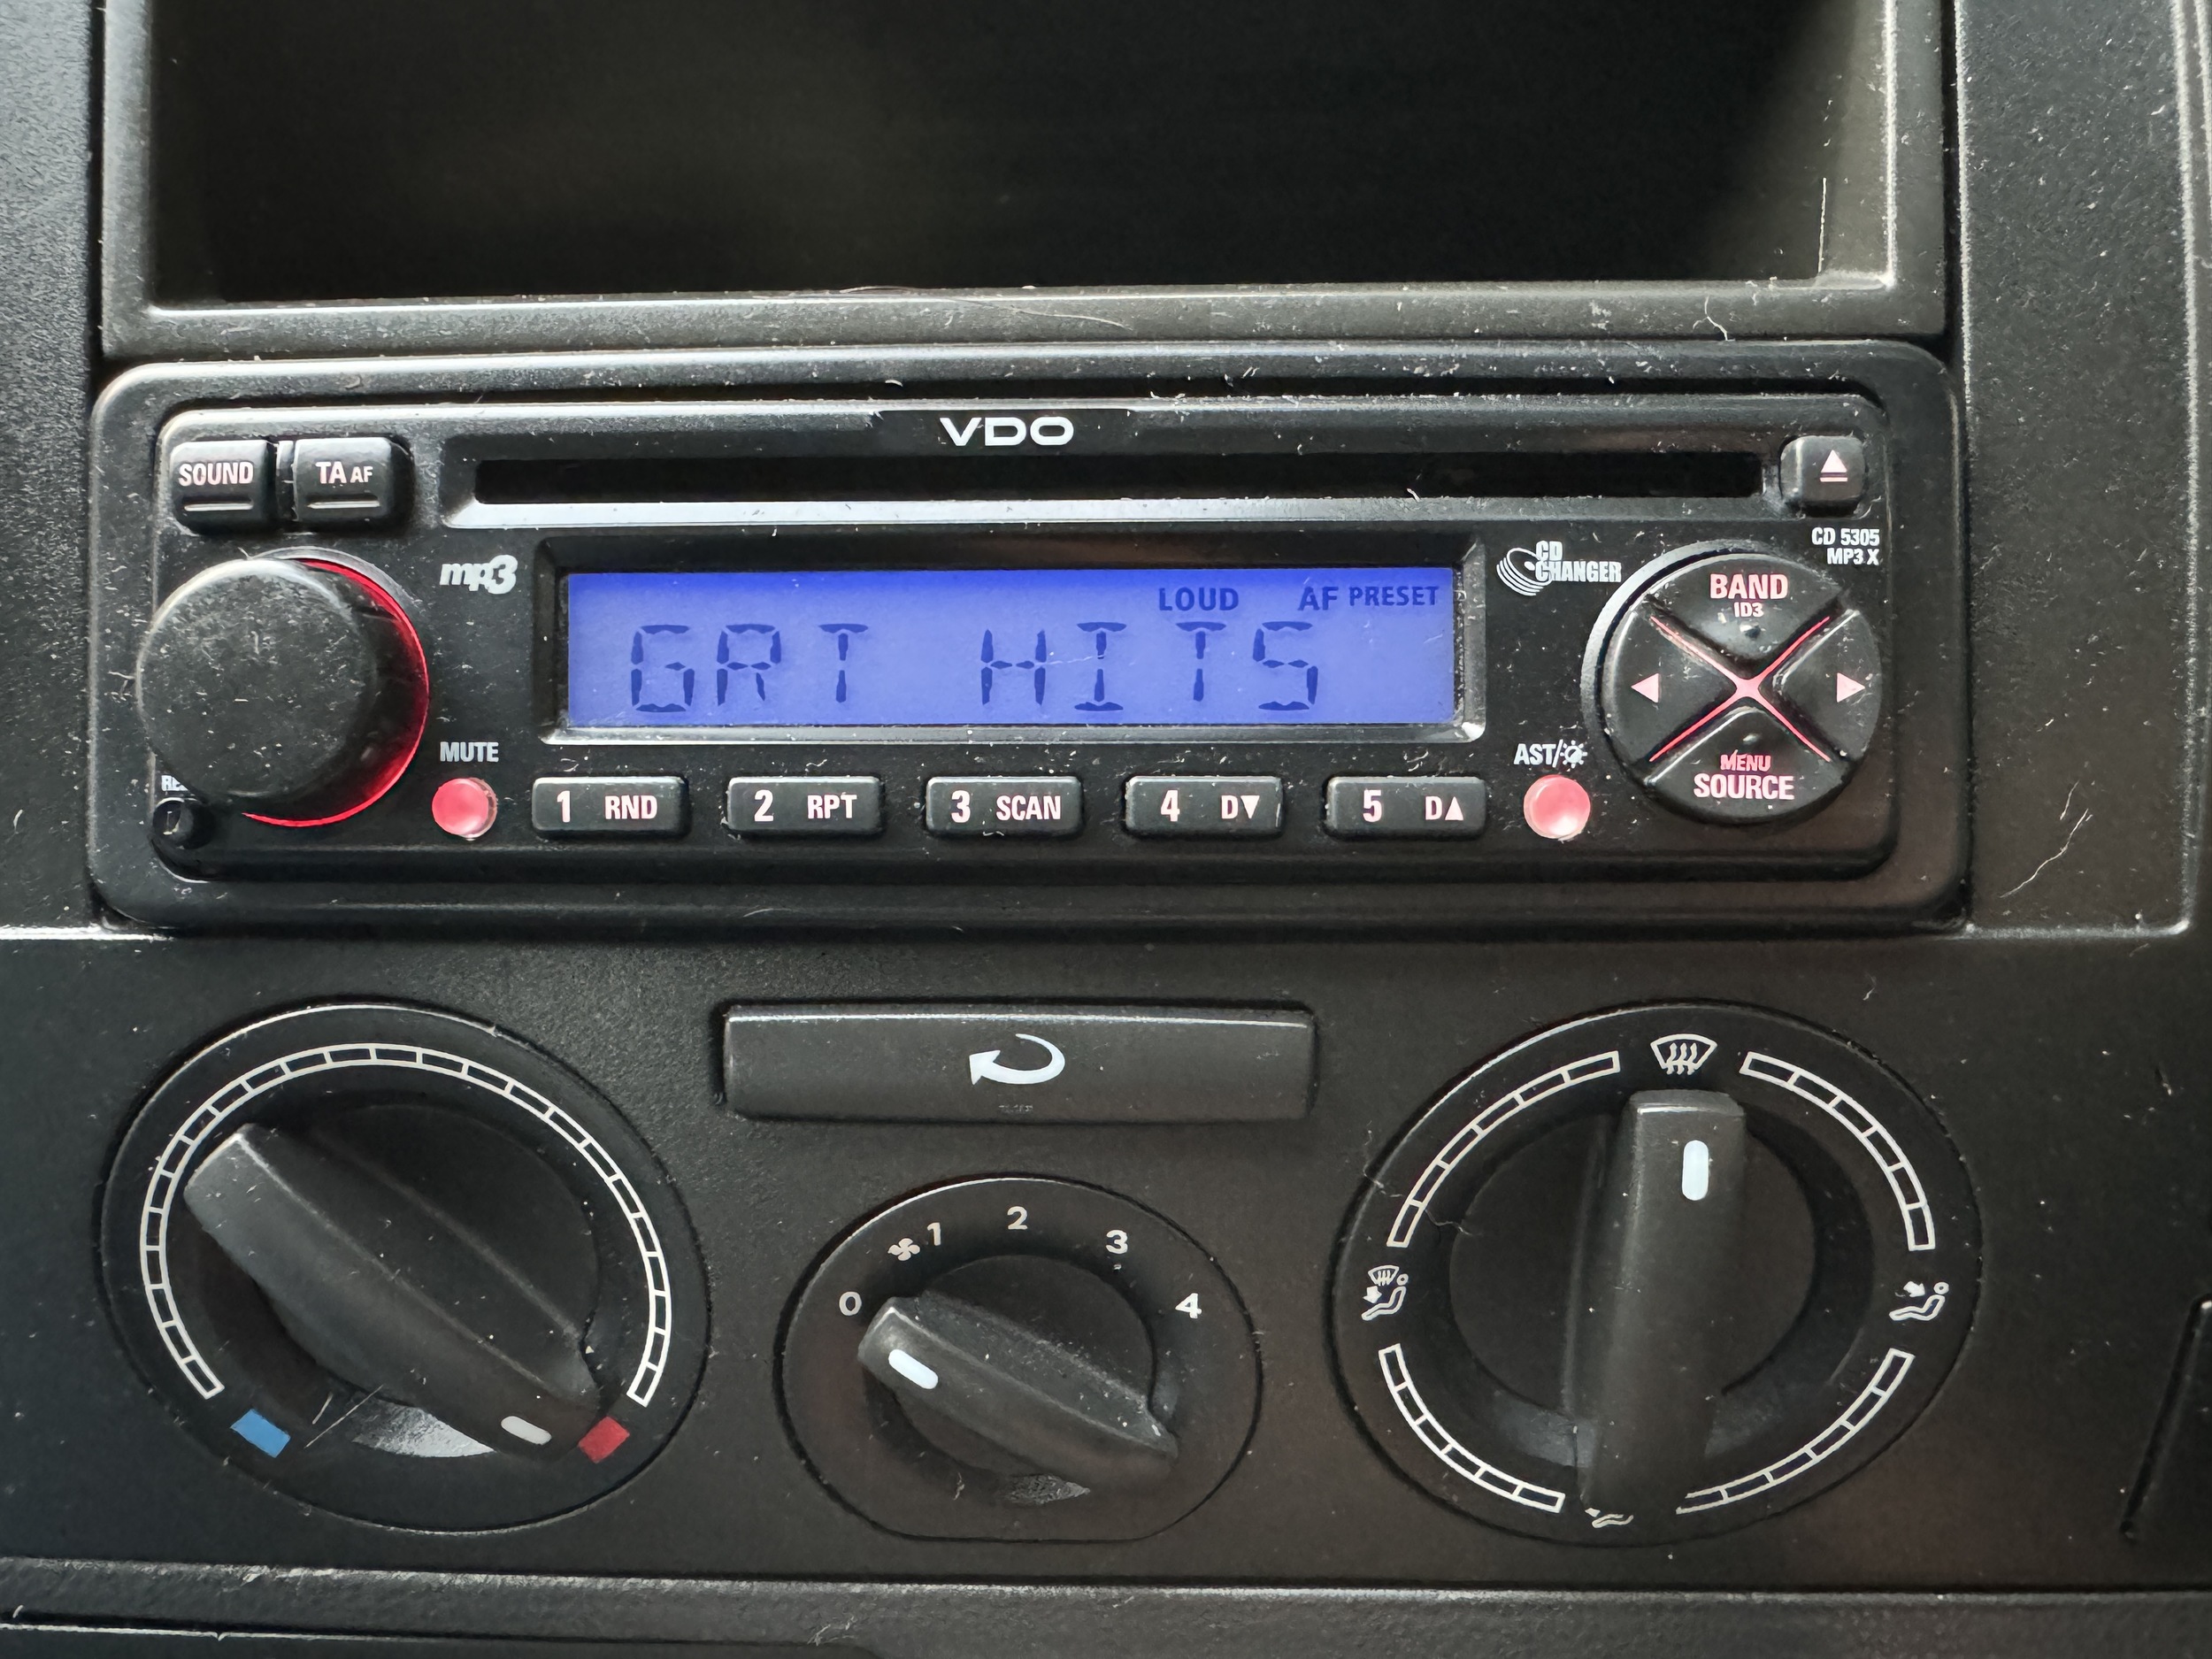 VDO
SOUND
TA AF
CD 5305
MP3 X
mp3
LOUD AF PRESET
GRT HITS
CD
CHANGER
BAND
ID3
MUTE
AST/
MENU
SOURCE
1 RND
2 RPT
3 SCAN
4 D▼
5 D▲
0
1
2
3
4